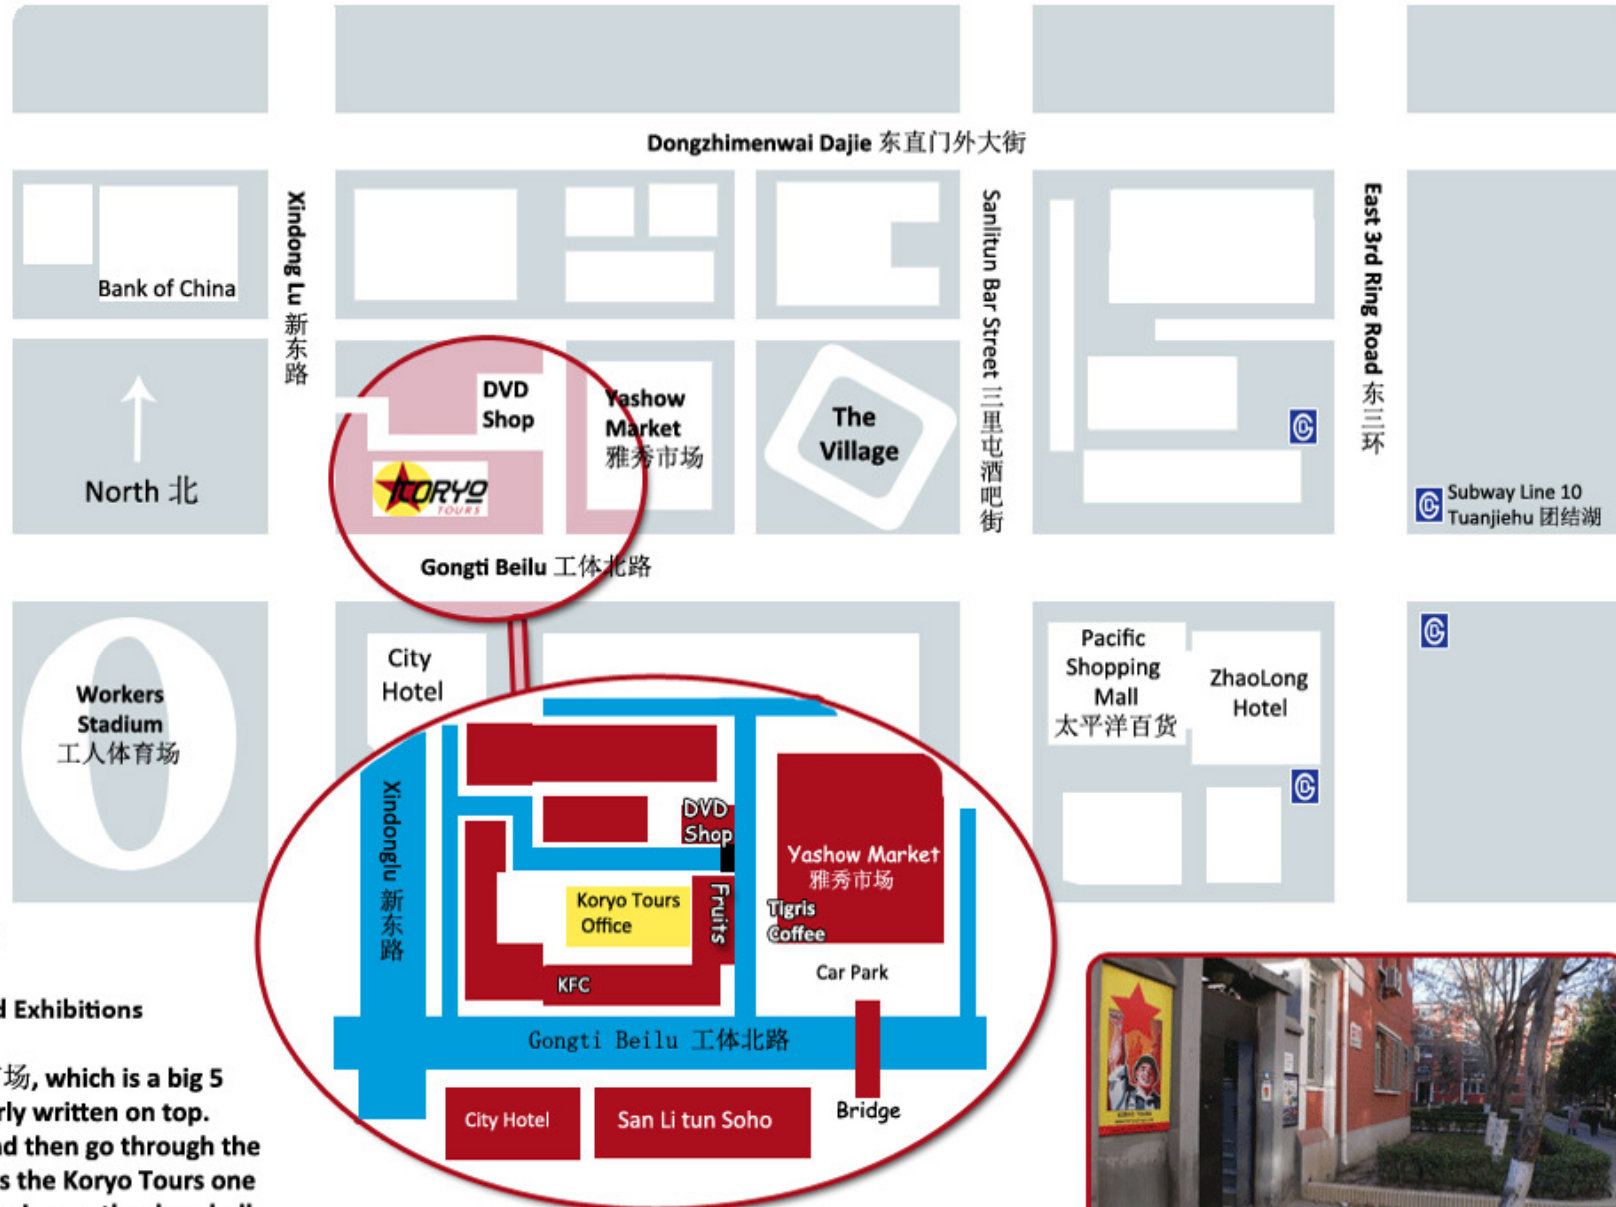 Dongzhimenwai Dajie 东直门外大街
Xindong Lu 新东路
Sanlitun Bar Street 三里屯酒吧街
East 3rd Ring Road 东三环
Bank of China
North 北
DVD
Shop
Yashow
Market
雅秀市场
The
Village
KORYO
TOURS
Subway Line 10
Tuanjiehu 团结湖
Gongti Beilu 工体北路
Workers
Stadium
工人体育场
City
Hotel
Pacific
Shopping
Mall
太平洋百货
ZhaoLong
Hotel
Xindonglu 新东路
DVD
Shop
Yashow Market
雅秀市场
Koryo Tours
Office
Fruits
Tigris
Coffee
KFC
Car Park
Gongti Beilu 工体北路
City Hotel
San Li tun Soho
Bridge
d Exhibitions
场, which is a big 5
rly written on top.
nd then go through the
s the Koryo Tours one